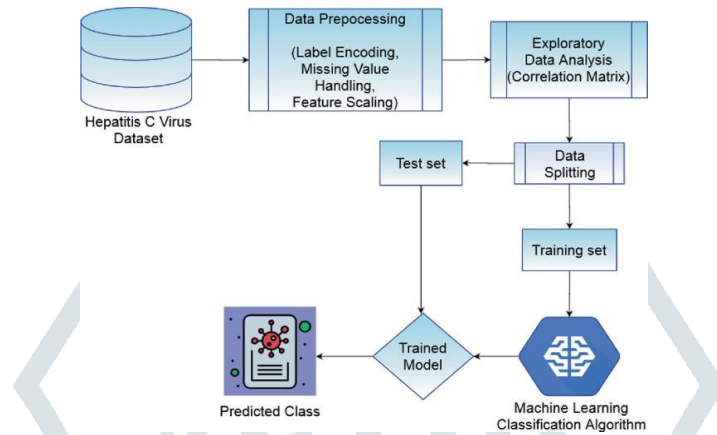 Data Prepocessing
(Label Encoding,
Missing Value
Handling,
Feature Scaling)
Exploratory
Data Analysis
(Correlation Matrix)
Hepatitis C Virus
Dataset
Test set
Data
Splitting
Training set
Trained
Model
Predicted Class
Machine Learning
Classification Algorithm